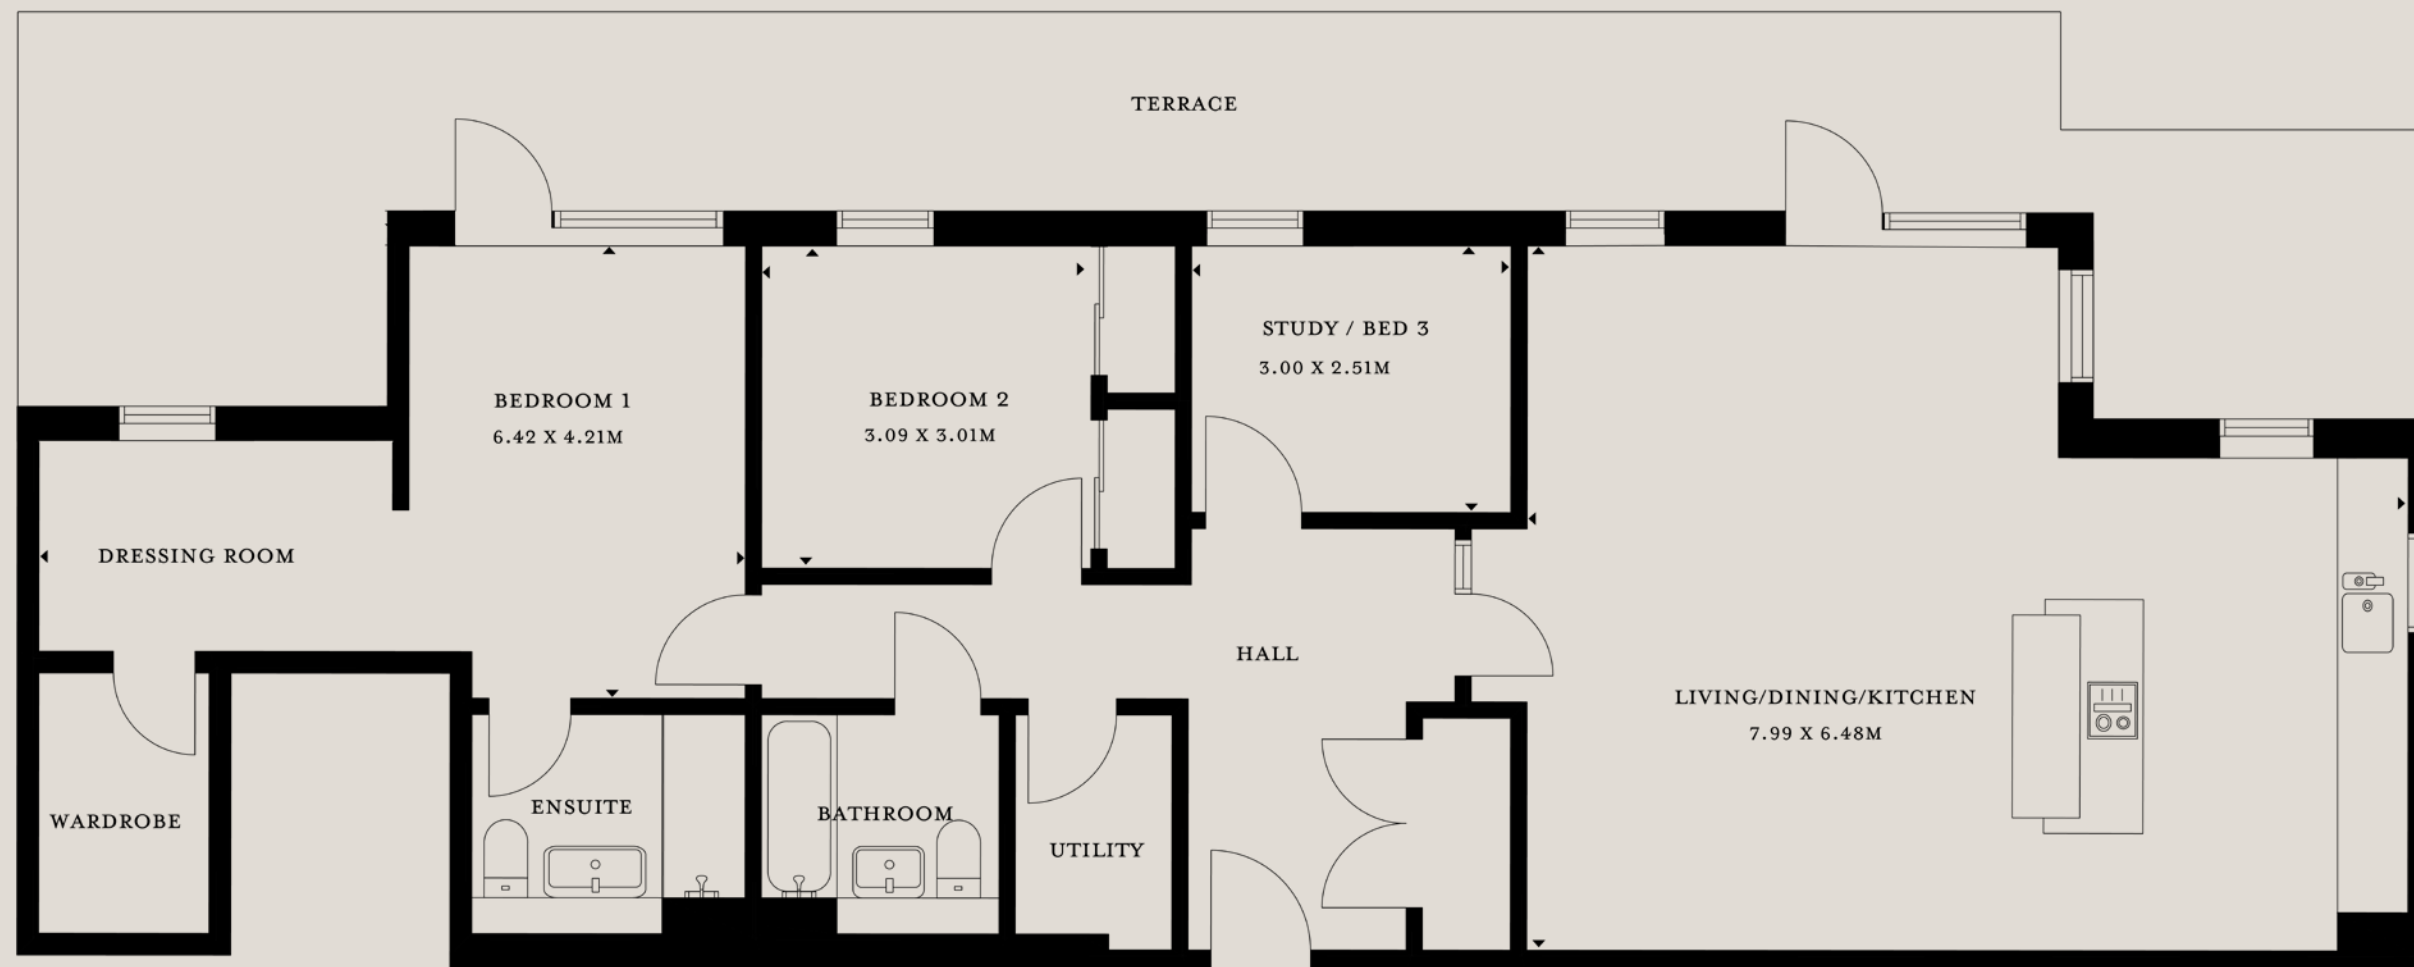 TERRACE
STUDY / BED 3
3.00 X 2.51M
BEDROOM 1
6.42 X 4.21M
BEDROOM 2
3.09 X 3.01M
DRESSING ROOM
HALL
LIVING/DINING/KITCHEN
7.99 X 6.48M
WARDROBE
ENSUITE
BATHROOM
UTILITY